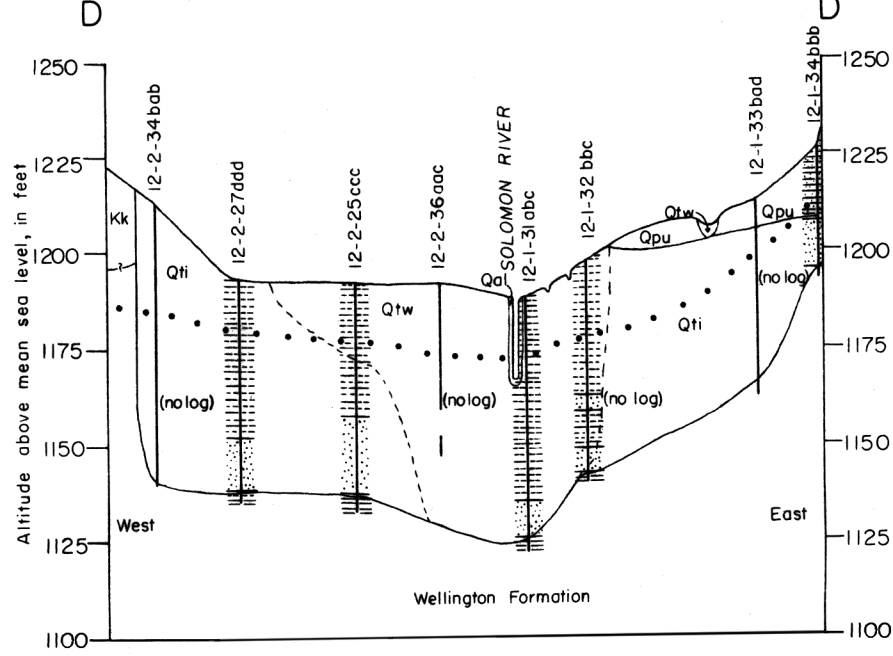 D
D
1250
1225
1200
1175
1150
1125
1100
Altitude above mean sea level, in feet
12-2-34bab
12-2-27ddd
12-2-25ccc
12-2-36aac
SOLOMON RIVER
12-1-31abc
12-1-32bbc
12-1-33bad
12-1-34bbb
1250
1225
1200
1175
1150
1125
1100
Kk
Qti
Qtw
Qal
Qtw
Qpu
Qpu
Qti
(no log)
(no log)
(no log)
(no log)
West
East
Wellington Formation